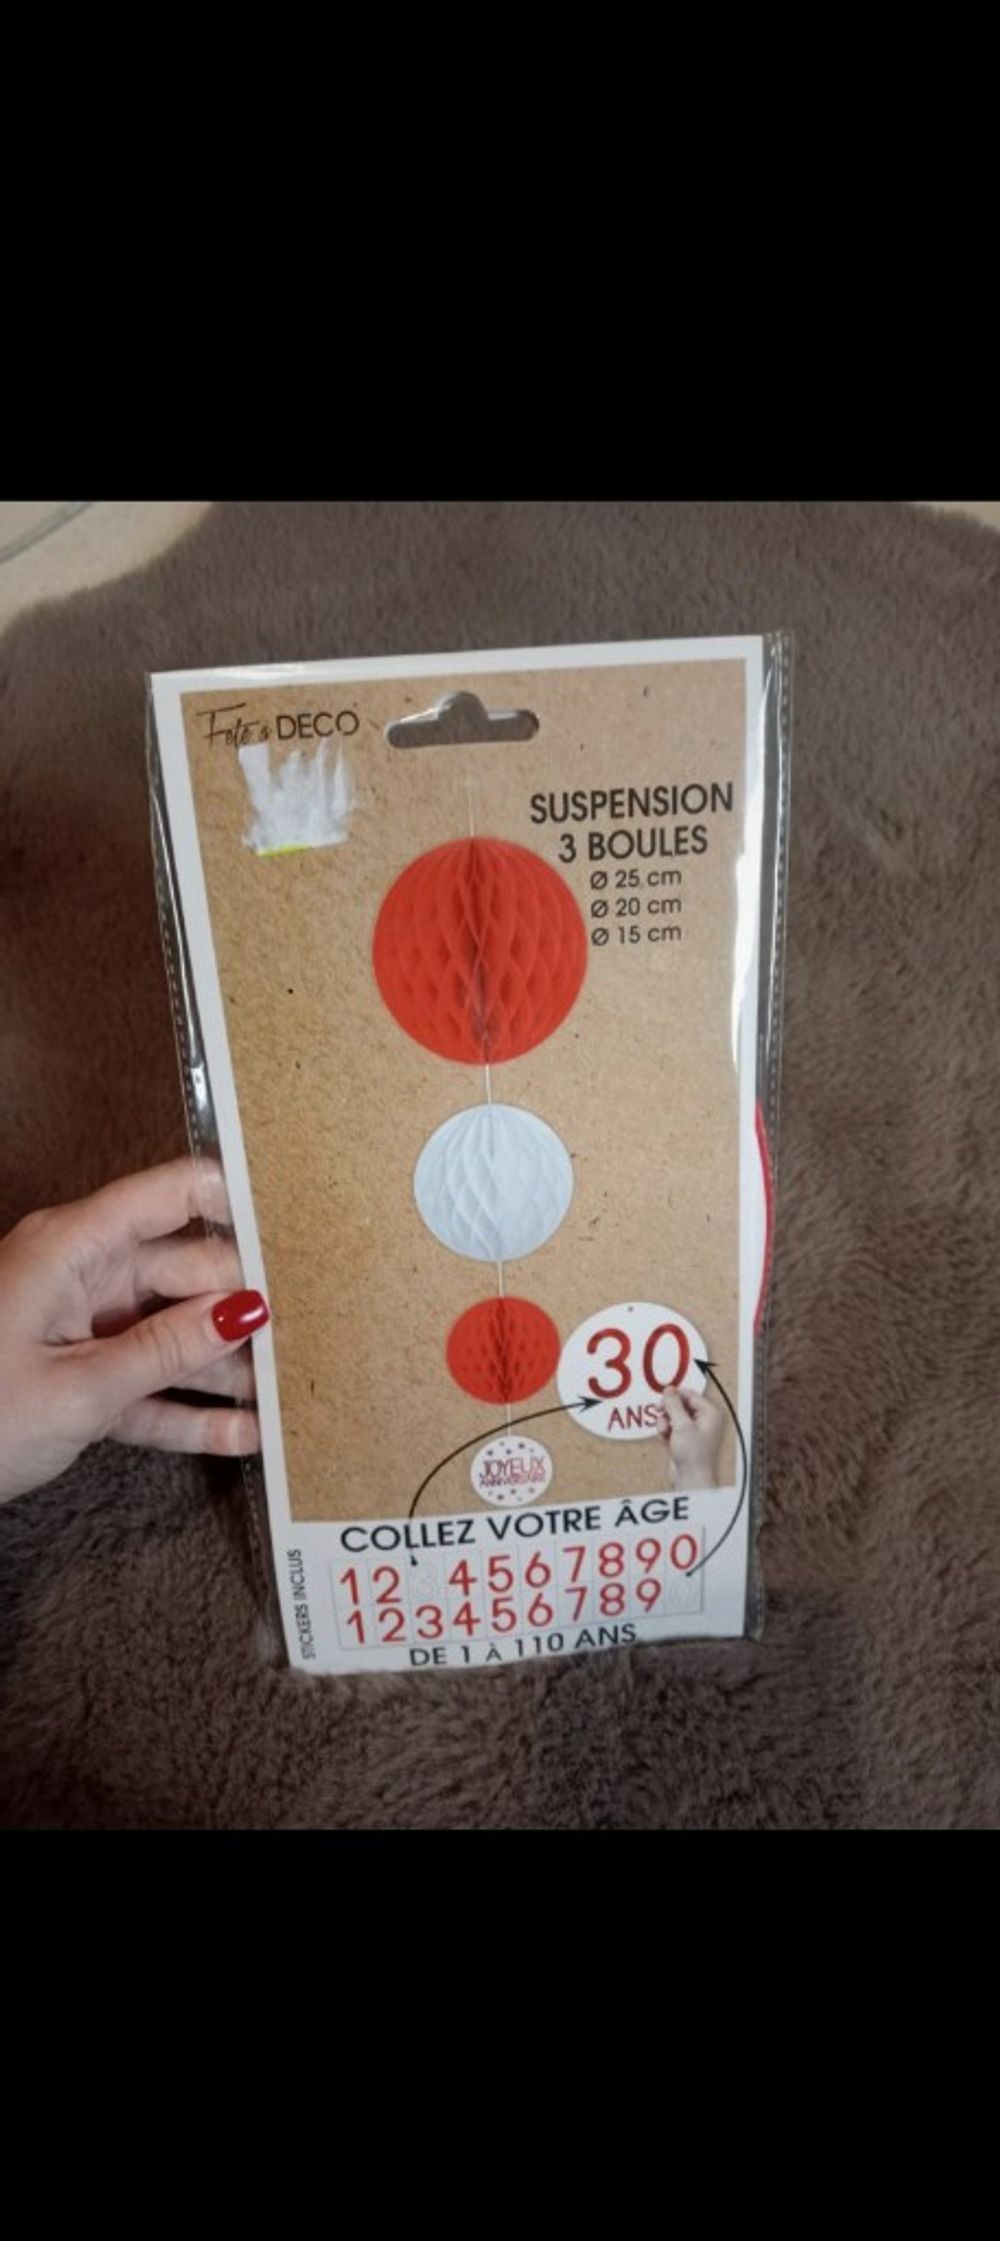 Fête & DECO
SUSPENSION
3 BOULES
Ø 25 cm
Ø 20 cm
Ø 15 cm
30
ANS
JOYEUX
ANNIVERSAIRE
COLLEZ VOTRE ÂGE
12 4567890
123456789
DE 1 À 110 ANS
STICKERS INCLUS